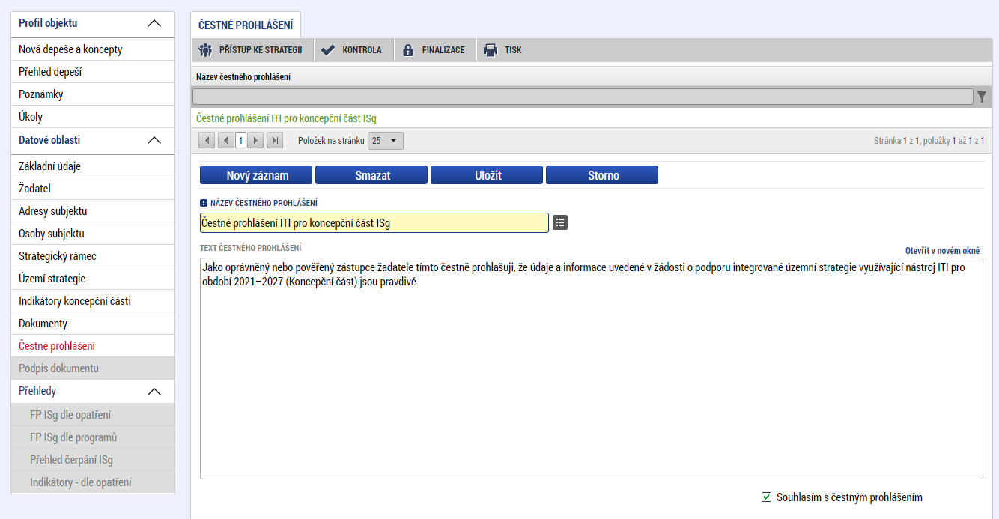 Profil objektu
Nová depeše a koncepty
Přehled depeší
Poznámky
Úkoly
Datové oblasti
Základní údaje
Žadatel
Adresy subjektu
Osoby subjektu
Strategický rámec
Území strategie
Indikátory koncepční části
Dokumenty
Čestné prohlášení
Podpis dokumentu
Přehledy
FP ISg dle opatření
FP ISg dle programů
Přehled čerpání ISg
Indikátory - dle opatření
ČESTNÉ PROHLÁŠENÍ
PŘÍSTUP KE STRATEGII KONTROLA FINALIZACE TISK
Název čestného prohlášení
Čestné prohlášení ITI pro koncepční část ISg
1 Položek na stránku 25 Stránka 1 z 1, položky 1 až 1 z 1
Nový záznam Smazat Uložit Storno
NÁZEV ČESTNÉHO PROHLÁŠENÍ
Čestné prohlášení ITI pro koncepční část ISg
TEXT ČESTNÉHO PROHLÁŠENÍ Otevřít v novém okně
Jako oprávněný nebo pověřený zástupce žadatele tímto čestně prohlašuji, že údaje a informace uvedené v žádosti o podporu integrované územní strategie využívající nástroj ITI pro
období 2021–2027 (Koncepční část) jsou pravdivé.
Souhlasím s čestným prohlášením